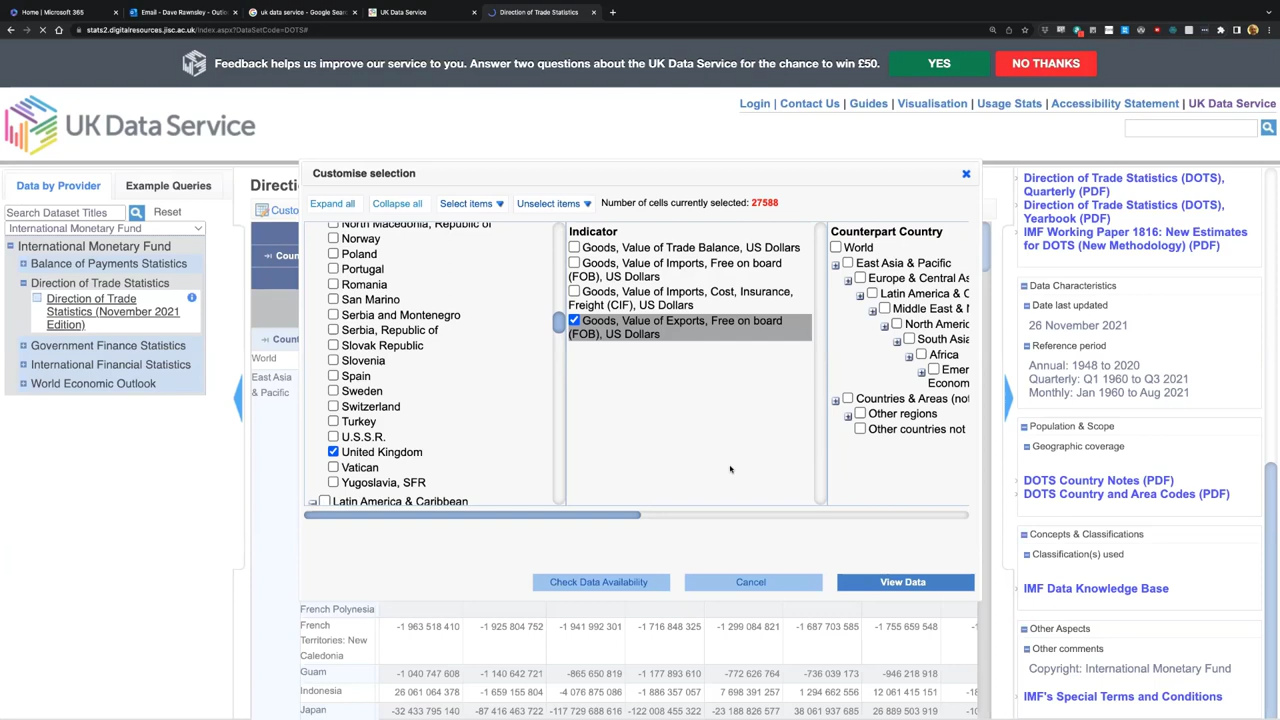 Home | Microsoft 365
Email - Dave Rawnsley - Outlo
uk data service - Google Sear
UK Data Service
Direction of Trade Statistics
stats2.digitalresources.jisc.ac.uk/Index.aspx?DataSetCode=DOTS#
Feedback helps us improve our service to you. Answer two questions about the UK Data Service for the chance to win £50.
YES
NO THANKS
UK Data Service
Login | Contact Us | Guides | Visualisation | Usage Stats | Accessibility Statement | UK Data Service
Data by Provider
Example Queries
Search Dataset Titles
Reset
International Monetary Fund
International Monetary Fund
Balance of Payments Statistics
Direction of Trade Statistics
Direction of Trade
Statistics (November 2021
Edition)
Government Finance Statistics
International Financial Statistics
World Economic Outlook
Directi
Custo
Coun
Count
World
East Asia
& Pacific
Customise selection
Expand all
Collapse all
Select items
Unselect items
Number of cells currently selected: 27588
North Macedonia, Republic of
Norway
Poland
Portugal
Romania
San Marino
Serbia and Montenegro
Serbia, Republic of
Slovak Republic
Slovenia
Spain
Sweden
Switzerland
Turkey
U.S.S.R.
United Kingdom
Vatican
Yugoslavia, SFR
Latin America & Caribbean
Indicator
Goods, Value of Trade Balance, US Dollars
Goods, Value of Imports, Free on board
(FOB), US Dollars
Goods, Value of Imports, Cost, Insurance,
Freight (CIF), US Dollars
Goods, Value of Exports, Free on board
(FOB), US Dollars
Counterpart Country
World
East Asia & Pacific
Europe & Central As
Latin America & C
Middle East & N
North Americ
South Asia
Africa
Emer
Econom
Countries & Areas (not
Other regions
Other countries not
Check Data Availability
Cancel
View Data
French Polynesia
French
Territories: New
Caledonia
-1 963 518 410 -1 925 804 752 -1 941 992 301 -1 716 848 325 -1 299 084 821 -1 687 703 585 -1 755 659 548 -1
Guam -1 040 747 608 -1 140 642 721 -865 650 819 -1 177 893 610 -772 626 764 -736 039 173 -946 218 918
Indonesia 26 061 064 378 -1 659 155 804 -4 076 875 086 -1 886 357 057 7 698 391 257 1 294 662 556 12 061 415 151 -18
Japan -32 433 795 140 -87 416 463 722 -117 729 688 616 -122 008 455 322 -23 188 826 577 38 061 937 685 26 889 503 919 -10
Direction of Trade Statistics (DOTS),
Quarterly (PDF)
Direction of Trade Statistics (DOTS),
Yearbook (PDF)
IMF Working Paper 1816: New Estimates
for DOTS (New Methodology) (PDF)
Data Characteristics
Date last updated
26 November 2021
Reference period
Annual: 1948 to 2020
Quarterly: Q1 1960 to Q3 2021
Monthly: Jan 1960 to Aug 2021
Population & Scope
Geographic coverage
DOTS Country Notes (PDF)
DOTS Country and Area Codes (PDF)
Concepts & Classifications
Classification(s) used
IMF Data Knowledge Base
Other Aspects
Other comments
Copyright: International Monetary Fund
IMF's Special Terms and Conditions